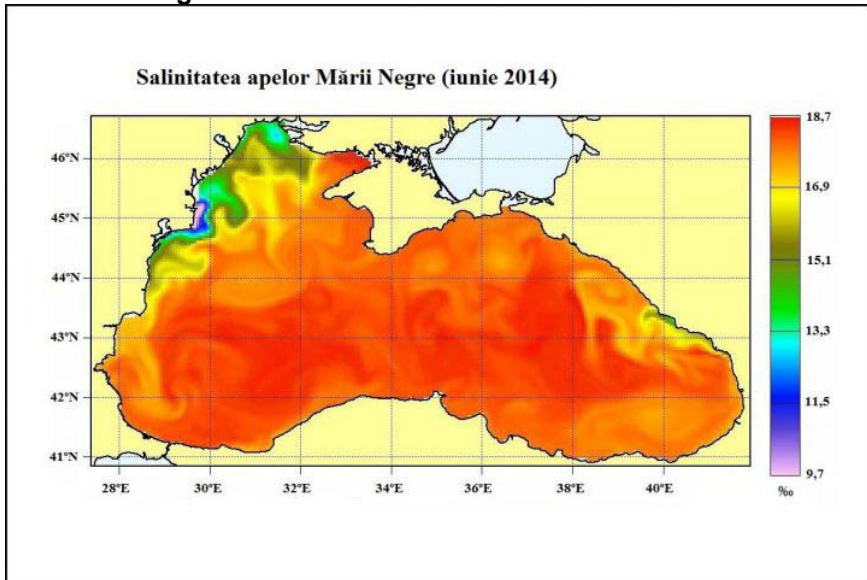 Salinitatea apelor Mării Negre (iunie 2014)
46°N
45°N
44°N
43°N
42°N
41°N
28°E 30°E 32°E 34°E 36°E 38°E 40°E
18,7
16,9
15,1
13,3
11,5
9,7
‰